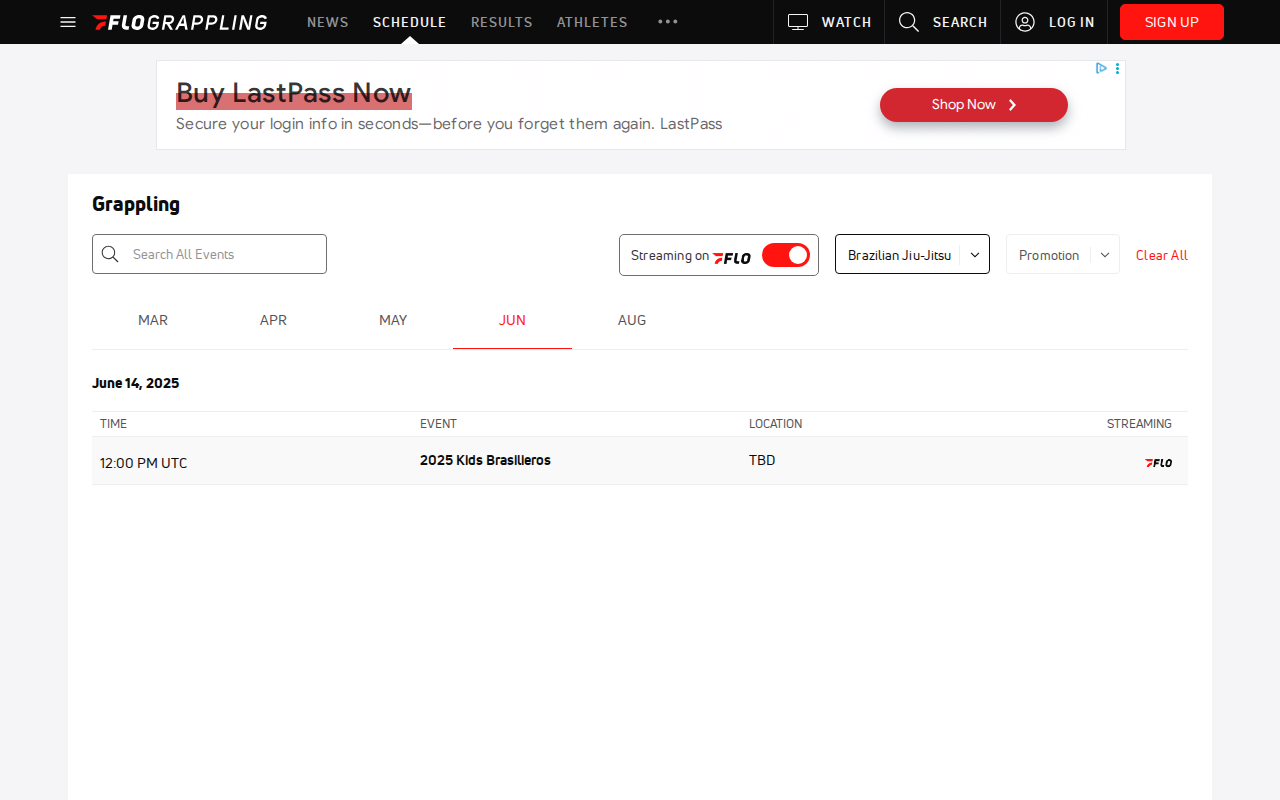 FLOGRAPPLING NEWS SCHEDULE RESULTS ATHLETES WATCH SEARCH LOG IN SIGN UP
Buy LastPass Now
Secure your login info in seconds—before you forget them again. LastPass
Shop Now
Grappling
Search All Events
Streaming on FLO
Brazilian Jiu-Jitsu
Promotion
Clear All
MAR APR MAY JUN AUG
June 14, 2025
TIME EVENT LOCATION STREAMING
12:00 PM UTC 2025 Kids Brasilieros TBD FLO